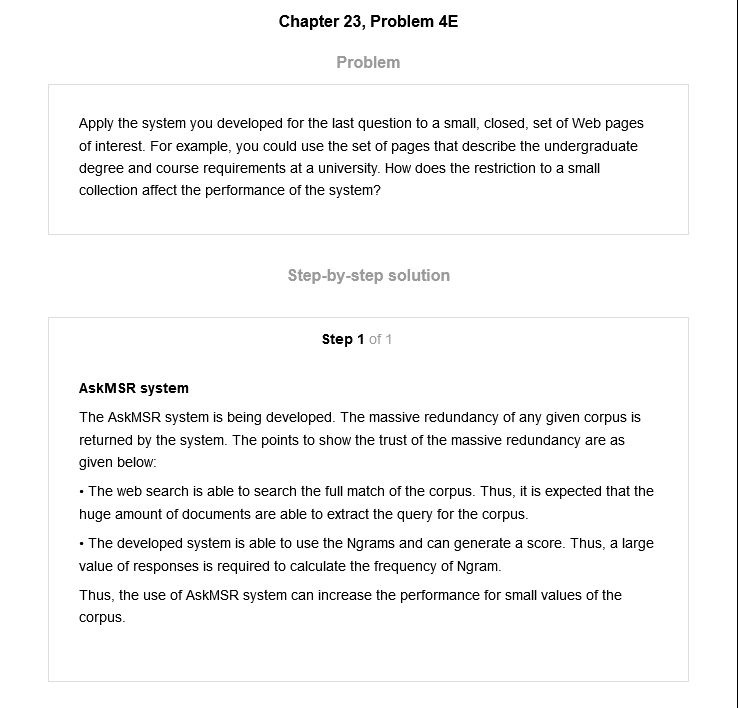 Chapter 23, Problem 4E
Problem
Apply the system you developed for the last question to a small, closed, set of Web pages
of interest. For example, you could use the set of pages that describe the undergraduate
degree and course requirements at a university. How does the restriction to a small
collection affect the performance of the system?
Step-by-step solution
Step 1 of 1
AskMSR system
The AskMSR system is being developed. The massive redundancy of any given corpus is
returned by the system. The points to show the trust of the massive redundancy are as
given below:
• The web search is able to search the full match of the corpus. Thus, it is expected that the
huge amount of documents are able to extract the query for the corpus.
• The developed system is able to use the Ngrams and can generate a score. Thus, a large
value of responses is required to calculate the frequency of Ngram.
Thus, the use of AskMSR system can increase the performance for small values of the
corpus.